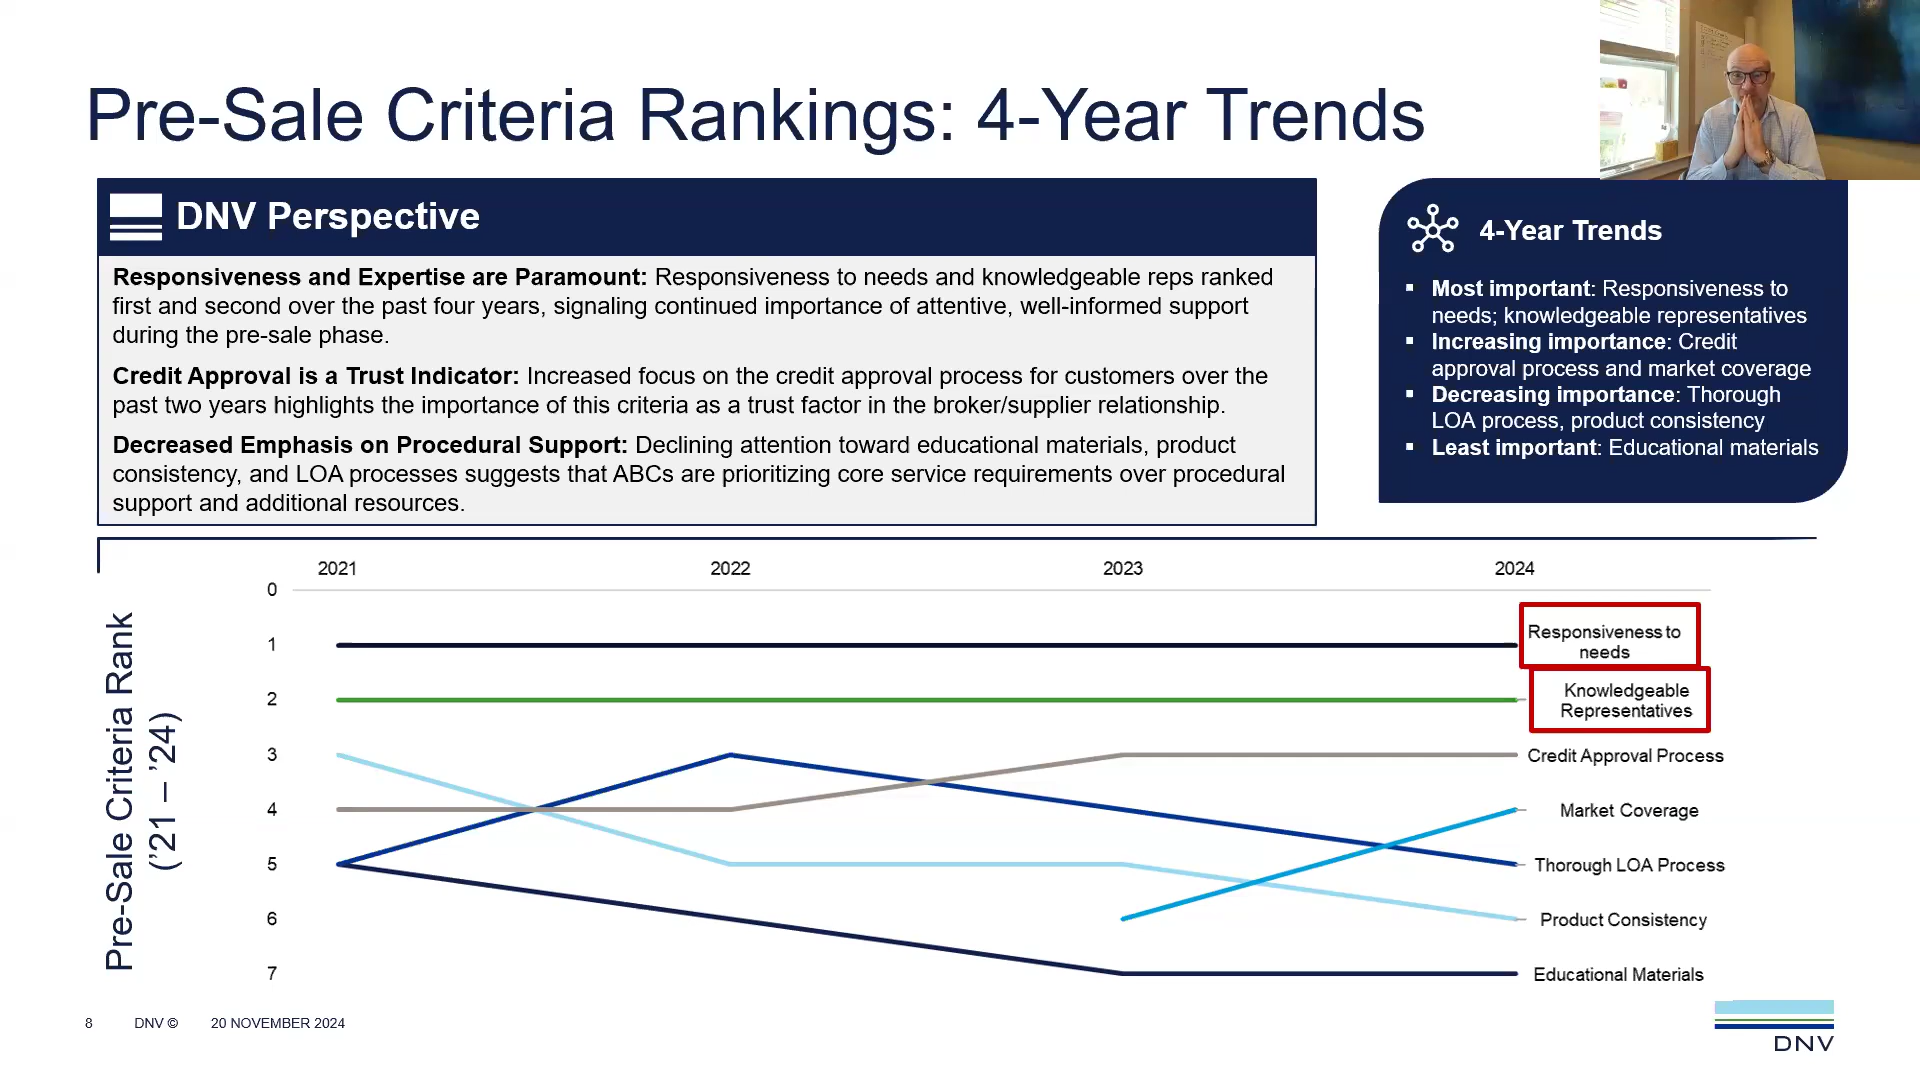 Pre-Sale Criteria Rankings: 4-Year Trends
DNV Perspective
Responsiveness and Expertise are Paramount: Responsiveness to needs and knowledgeable reps ranked
first and second over the past four years, signaling continued importance of attentive, well-informed support
during the pre-sale phase.
Credit Approval is a Trust Indicator: Increased focus on the credit approval process for customers over the
past two years highlights the importance of this criteria as a trust factor in the broker/supplier relationship.
Decreased Emphasis on Procedural Support: Declining attention toward educational materials, product
consistency, and LOA processes suggests that ABCs are prioritizing core service requirements over procedural
support and additional resources.
4-Year Trends
▪ Most important: Responsiveness to
needs; knowledgeable representatives
▪ Increasing importance: Credit
approval process and market coverage
▪ Decreasing importance: Thorough
LOA process, product consistency
▪ Least important: Educational materials
Pre-Sale Criteria Rank
('21 – '24)
2021 2022 2023 2024
0
1
2
3
4
5
6
7
Responsiveness to
needs
Knowledgeable
Representatives
Credit Approval Process
Market Coverage
Thorough LOA Process
Product Consistency
Educational Materials
8 DNV © 20 NOVEMBER 2024
DNV